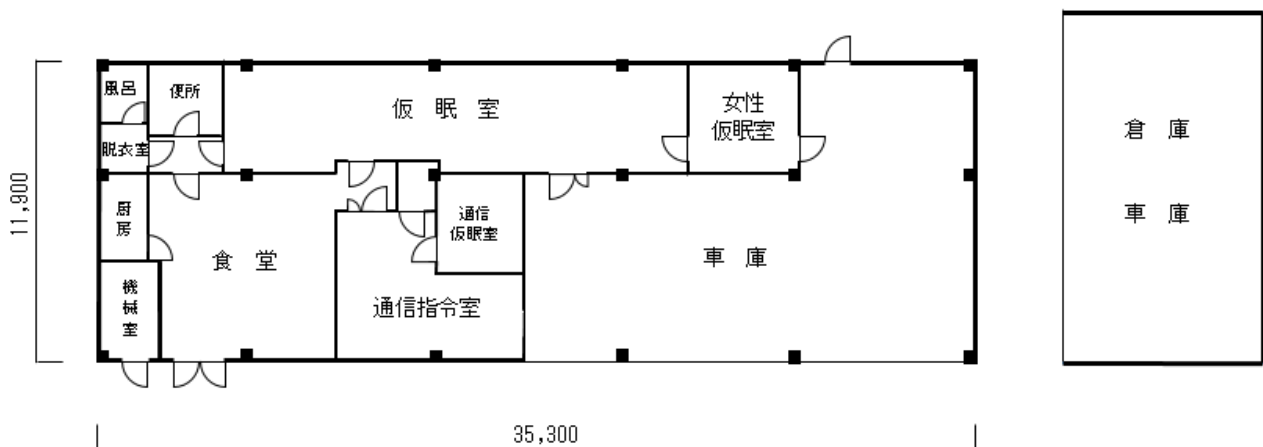 風呂
便所
仮 眠 室
女性
仮眠室
倉 庫
脱衣室
車 庫
厨
房
通信
仮眠室
食 堂
車 庫
機
械
室
通信指令室
11,900
35,300